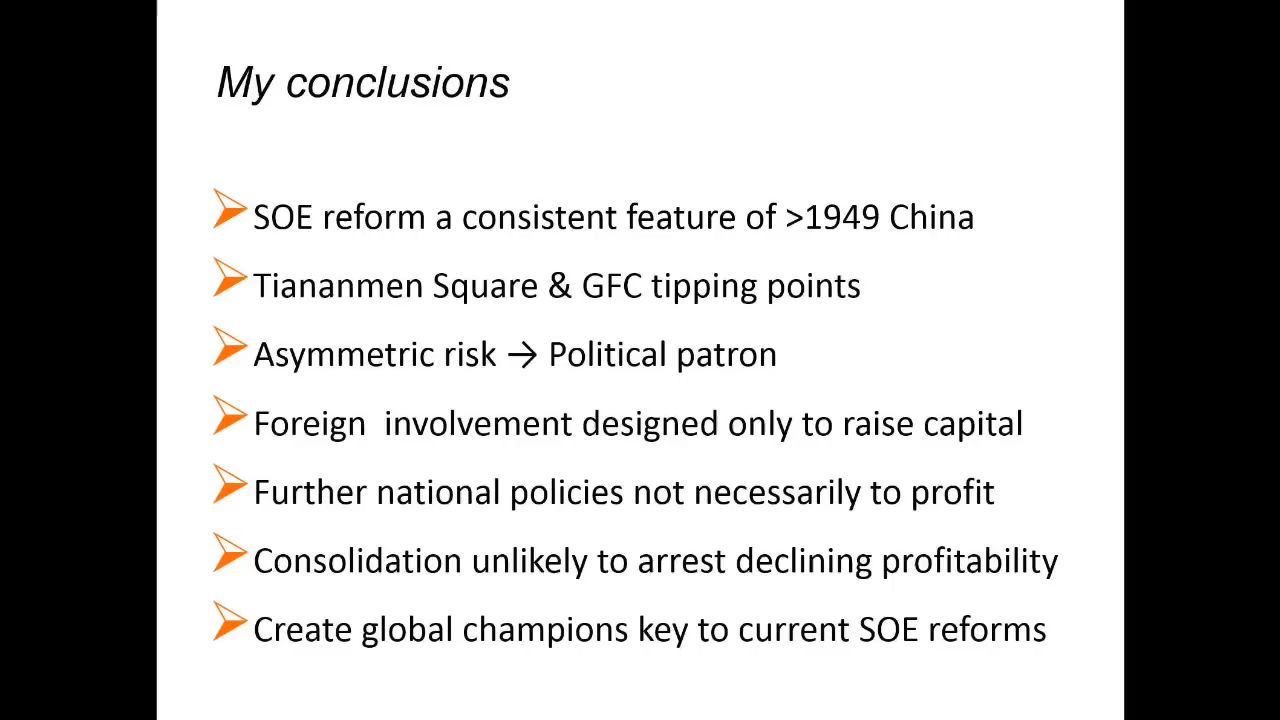 My conclusions
SOE reform a consistent feature of >1949 China
Tiananmen Square & GFC tipping points
Asymmetric risk → Political patron
Foreign  involvement designed only to raise capital
Further national policies not necessarily to profit
Consolidation unlikely to arrest declining profitability
Create global champions key to current SOE reforms